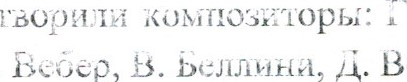 творили композиторы: Г
Вебер, В. Беллини, Д. В